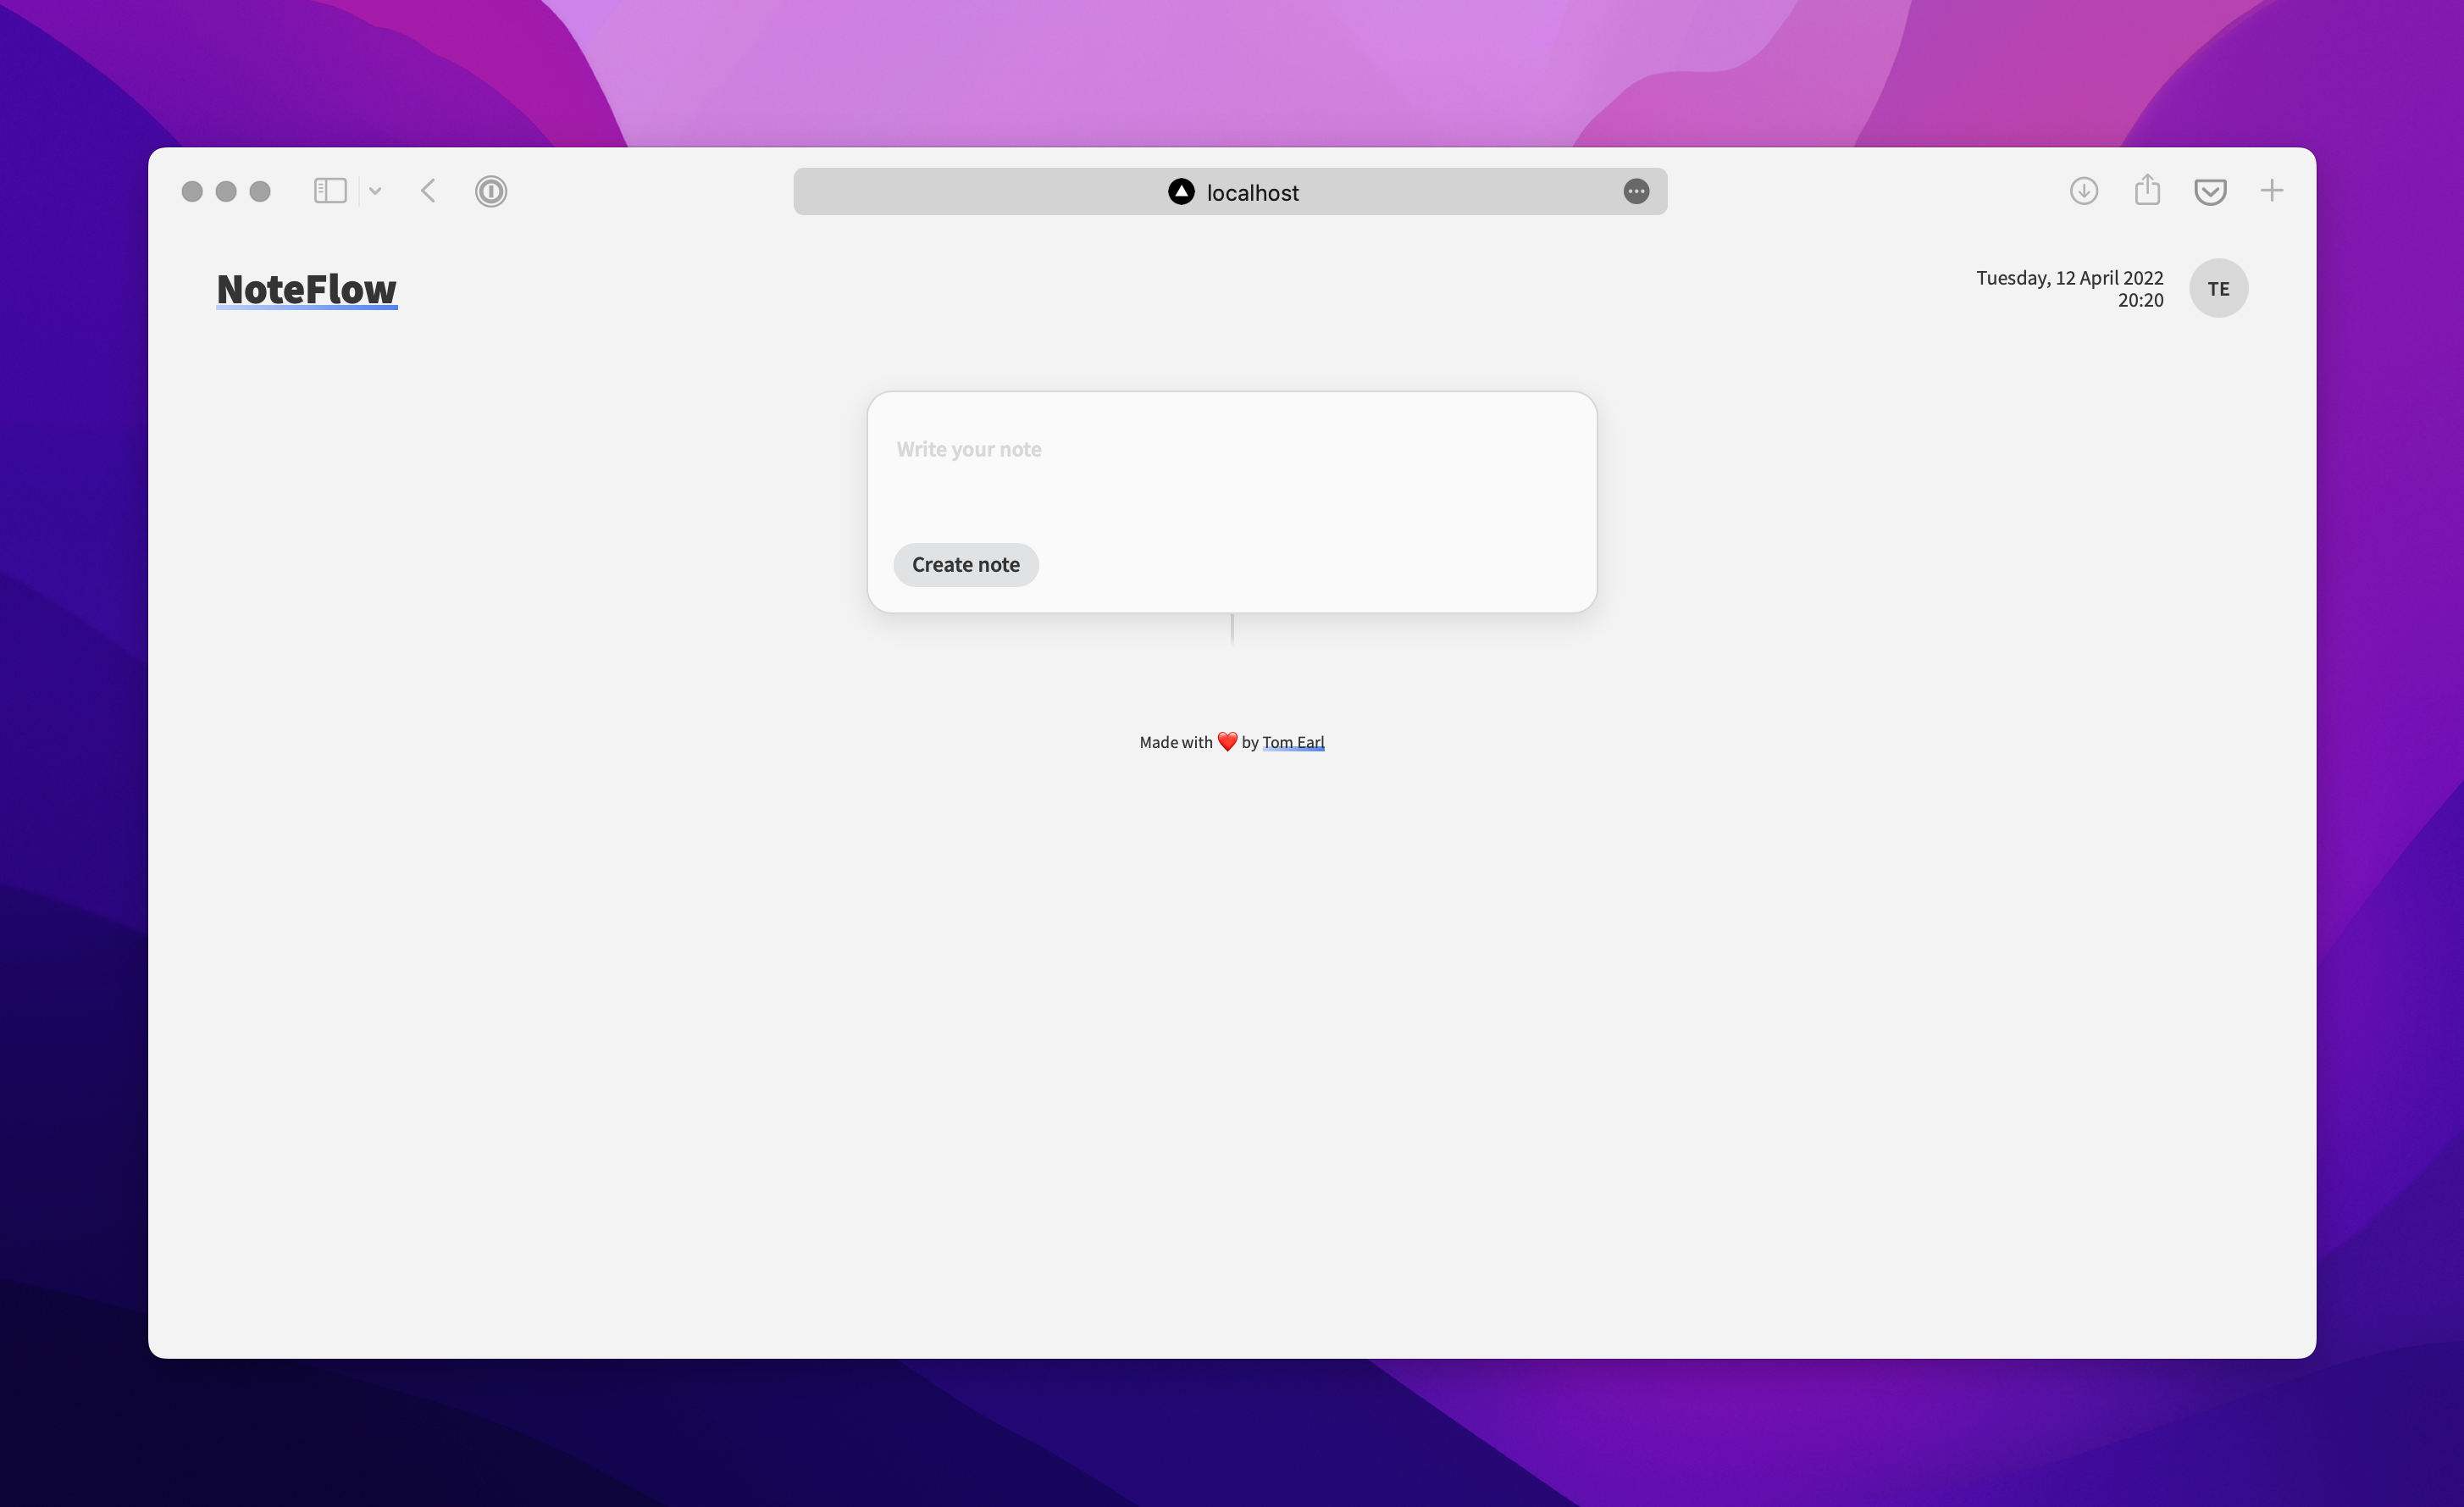 localhost
NoteFlow
Tuesday, 12 April 2022
20:20
TE
Write your note
Create note
Made with ❤️ by Tom Earl